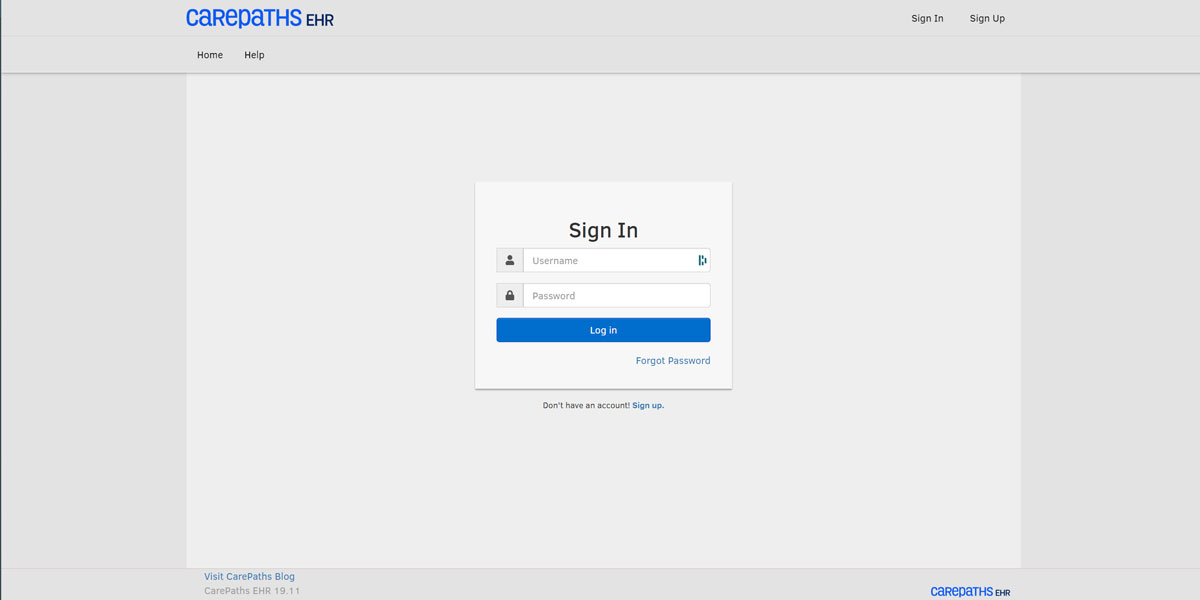 CAREPATHS EHR
Sign In Sign Up
Home Help
Sign In
Username
Password
Log in
Forgot Password
Don't have an account! Sign up.
Visit CarePaths Blog
CarePaths EHR 19.11
CAREPATHS EHR